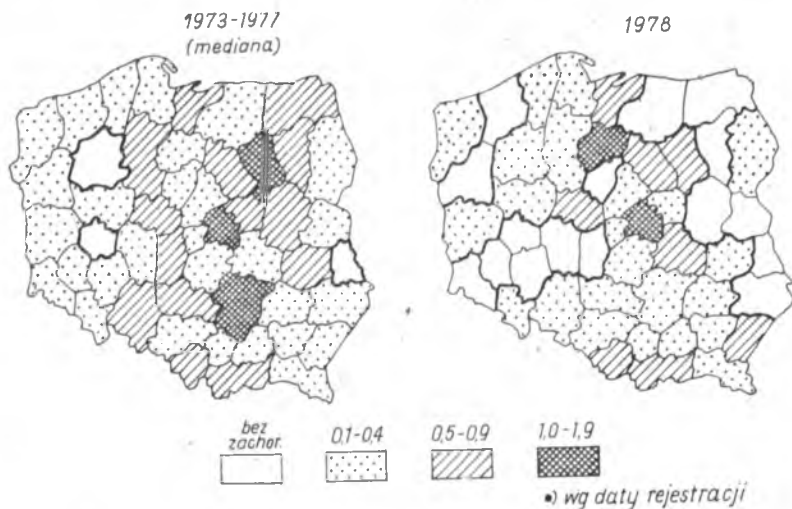 1973-1977
(mediana)
1978
bez zachor.
0,1-0,4
0,5-0,9
1,0-1,9
•) wg daty rejestracji